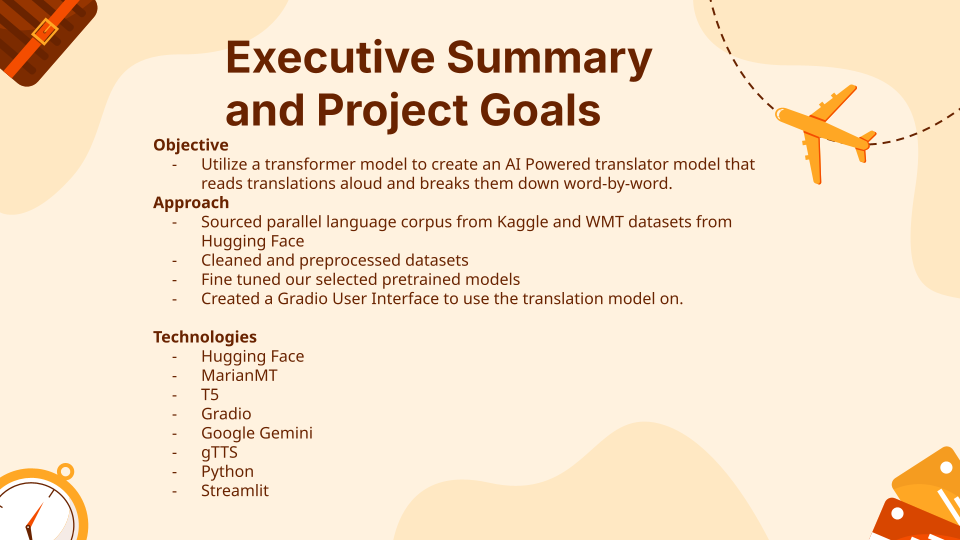 Executive Summary
and Project Goals
Objective
- Utilize a transformer model to create an AI Powered translator model that
reads translations aloud and breaks them down word-by-word.
Approach
- Sourced parallel language corpus from Kaggle and WMT datasets from
Hugging Face
- Cleaned and preprocessed datasets
- Fine tuned our selected pretrained models
- Created a Gradio User Interface to use the translation model on.
Technologies
- Hugging Face
- MarianMT
- T5
- Gradio
- Google Gemini
- gTTS
- Python
- Streamlit